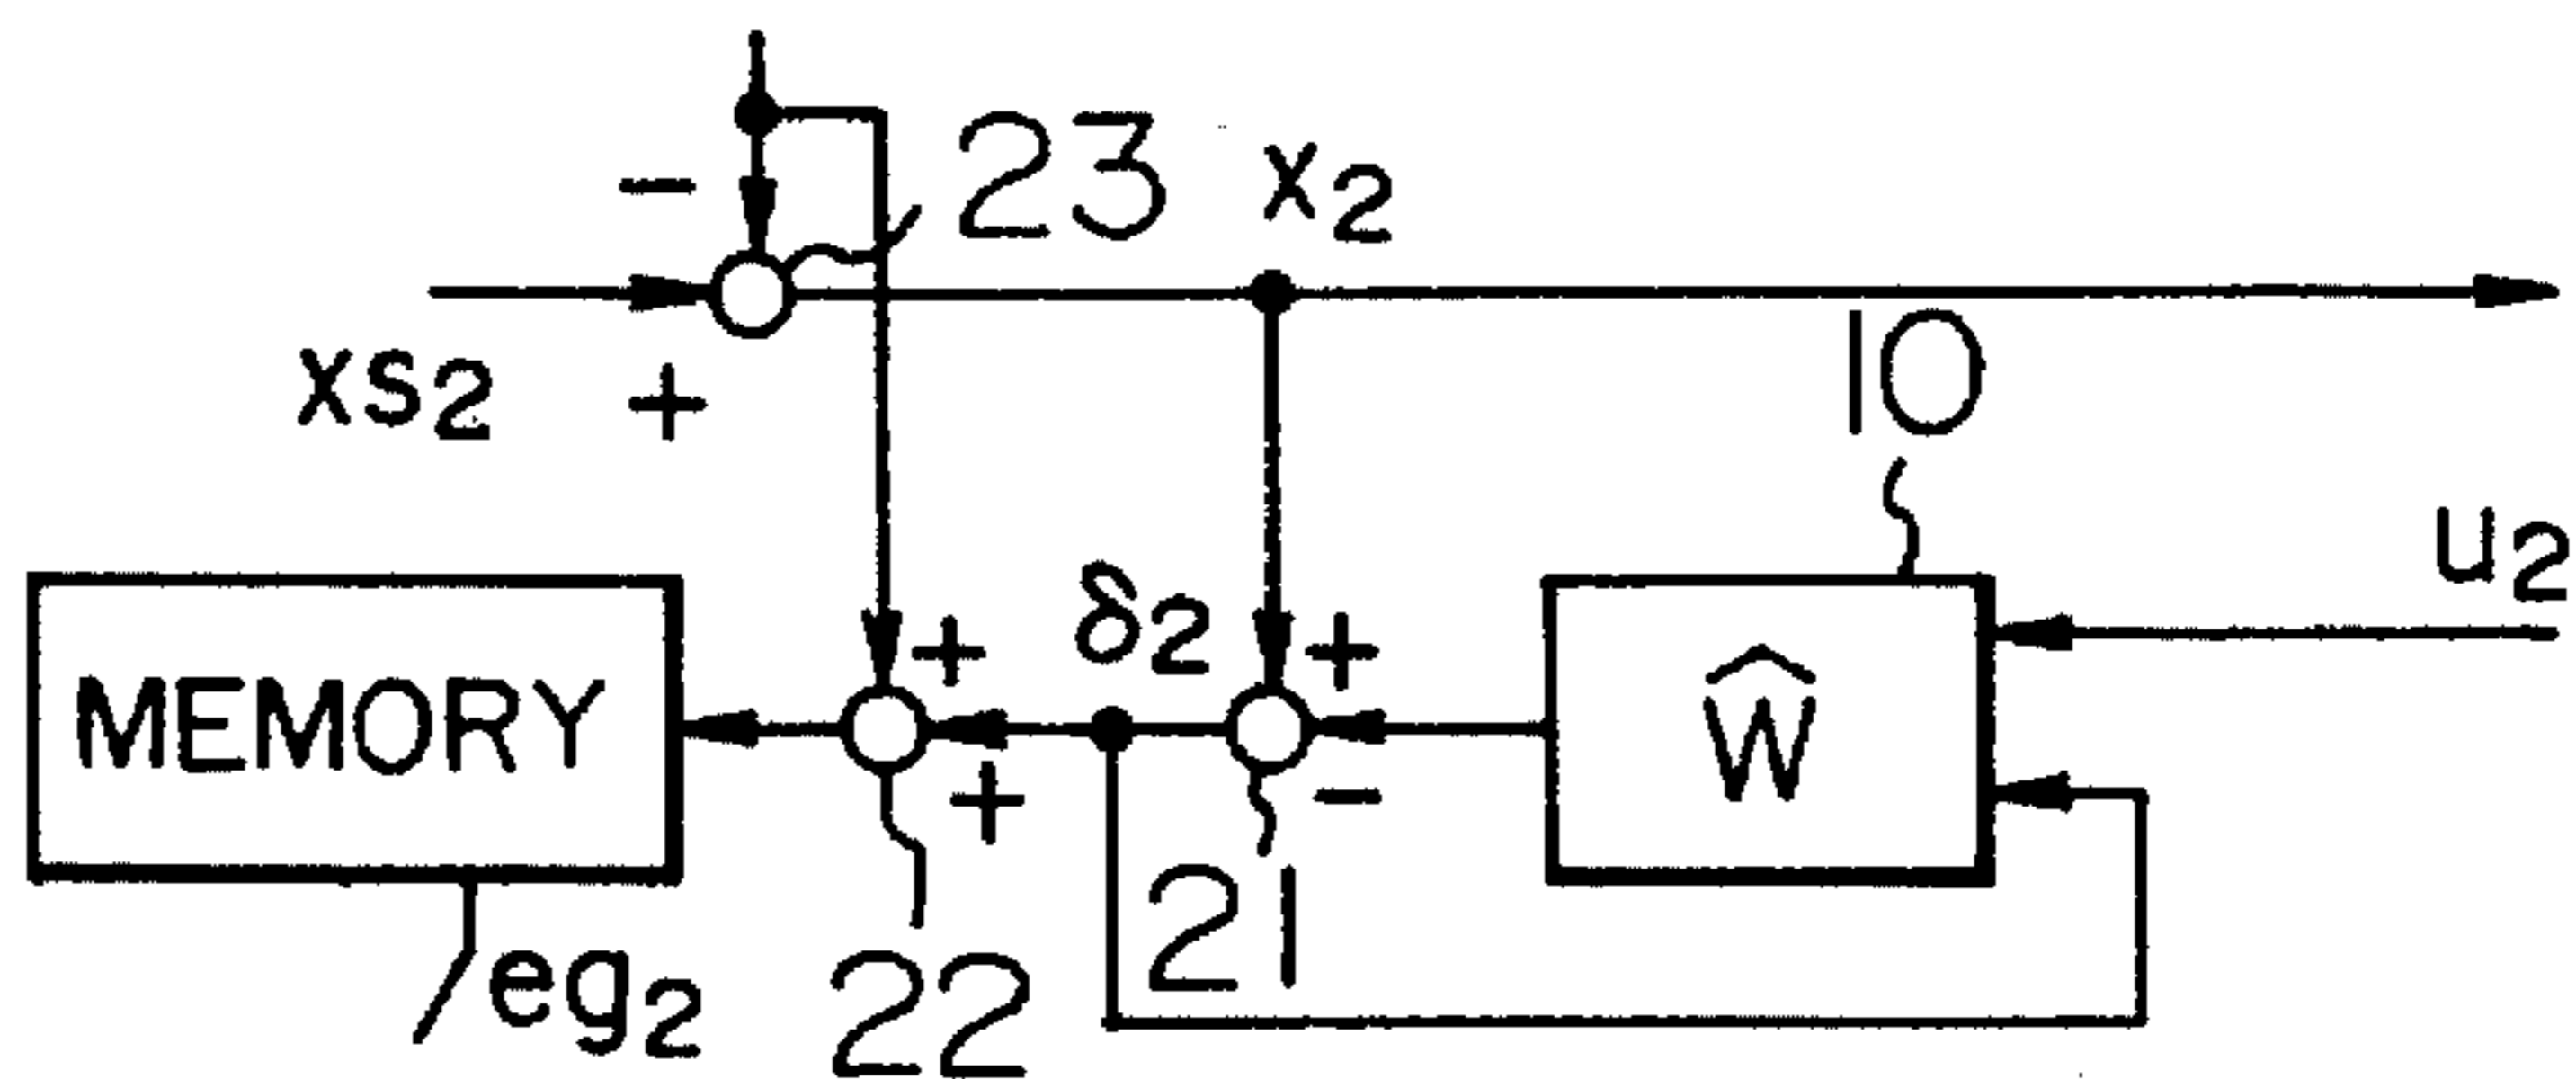 23
x₂
-
xs₂
+
10
u₂
δ₂
+
+
MEMORY
Ŵ
+
-
21
eg₂
22